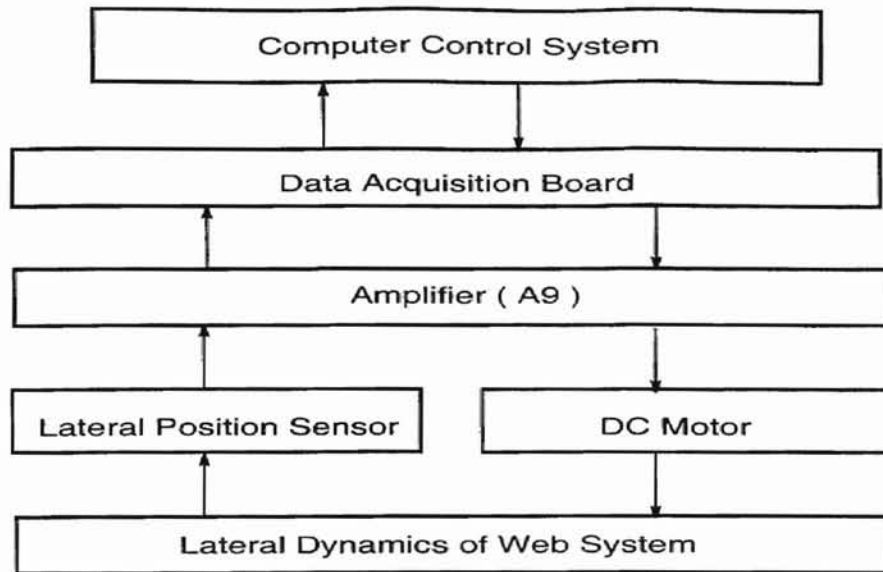 Computer Control System
Data Acquisition Board
Amplifier ( A9 )
Lateral Position Sensor
DC Motor
Lateral Dynamics of Web System